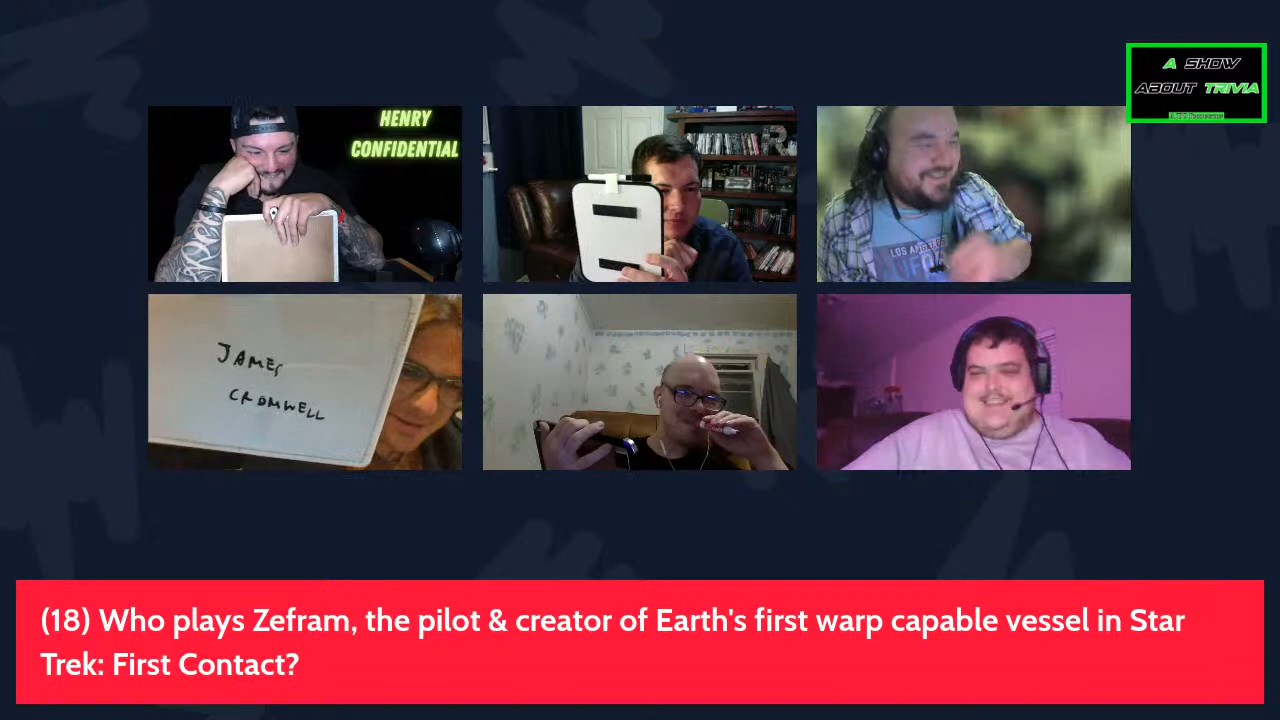 A SHOW
ABOUT TRIVIA
HENRY
CONFIDENTIAL
R
LOS ANGELES
JAMES
CROMWELL
(18) Who plays Zefram, the pilot & creator of Earth's first warp capable vessel in Star
Trek: First Contact?